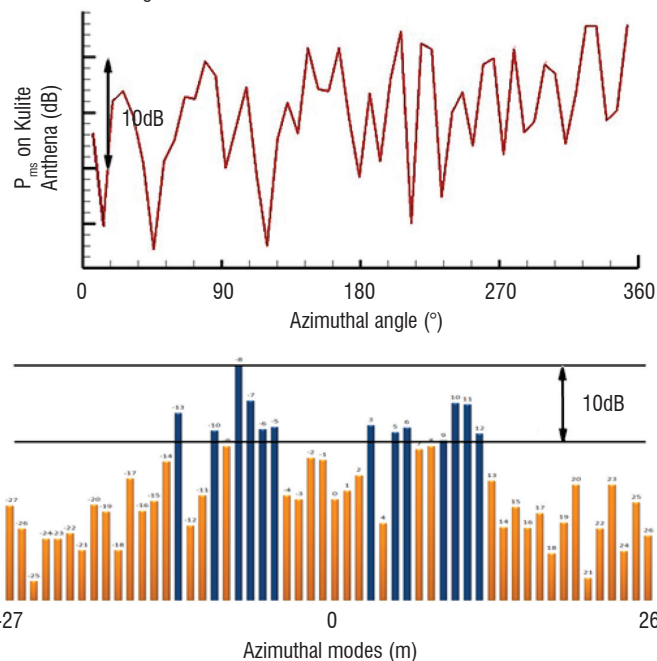 P_ms on Kulite
Anthena (dB)
10dB
0 90 180 270 360
Azimuthal angle (°)
10dB
-27 -26 -25 -24 -23 -22 -21 -20 -19 -18 -17 -16 -15 -14 -13 -12 -11 -10 -8 -7 -6 -5 -4 -3 -2 -1 0 1 2 3 4 5 6 8 9 10 11 12 13 14 15 16 17 18 19 20 21 22 23 24 25 26
-27 0 26
Azimuthal modes (m)